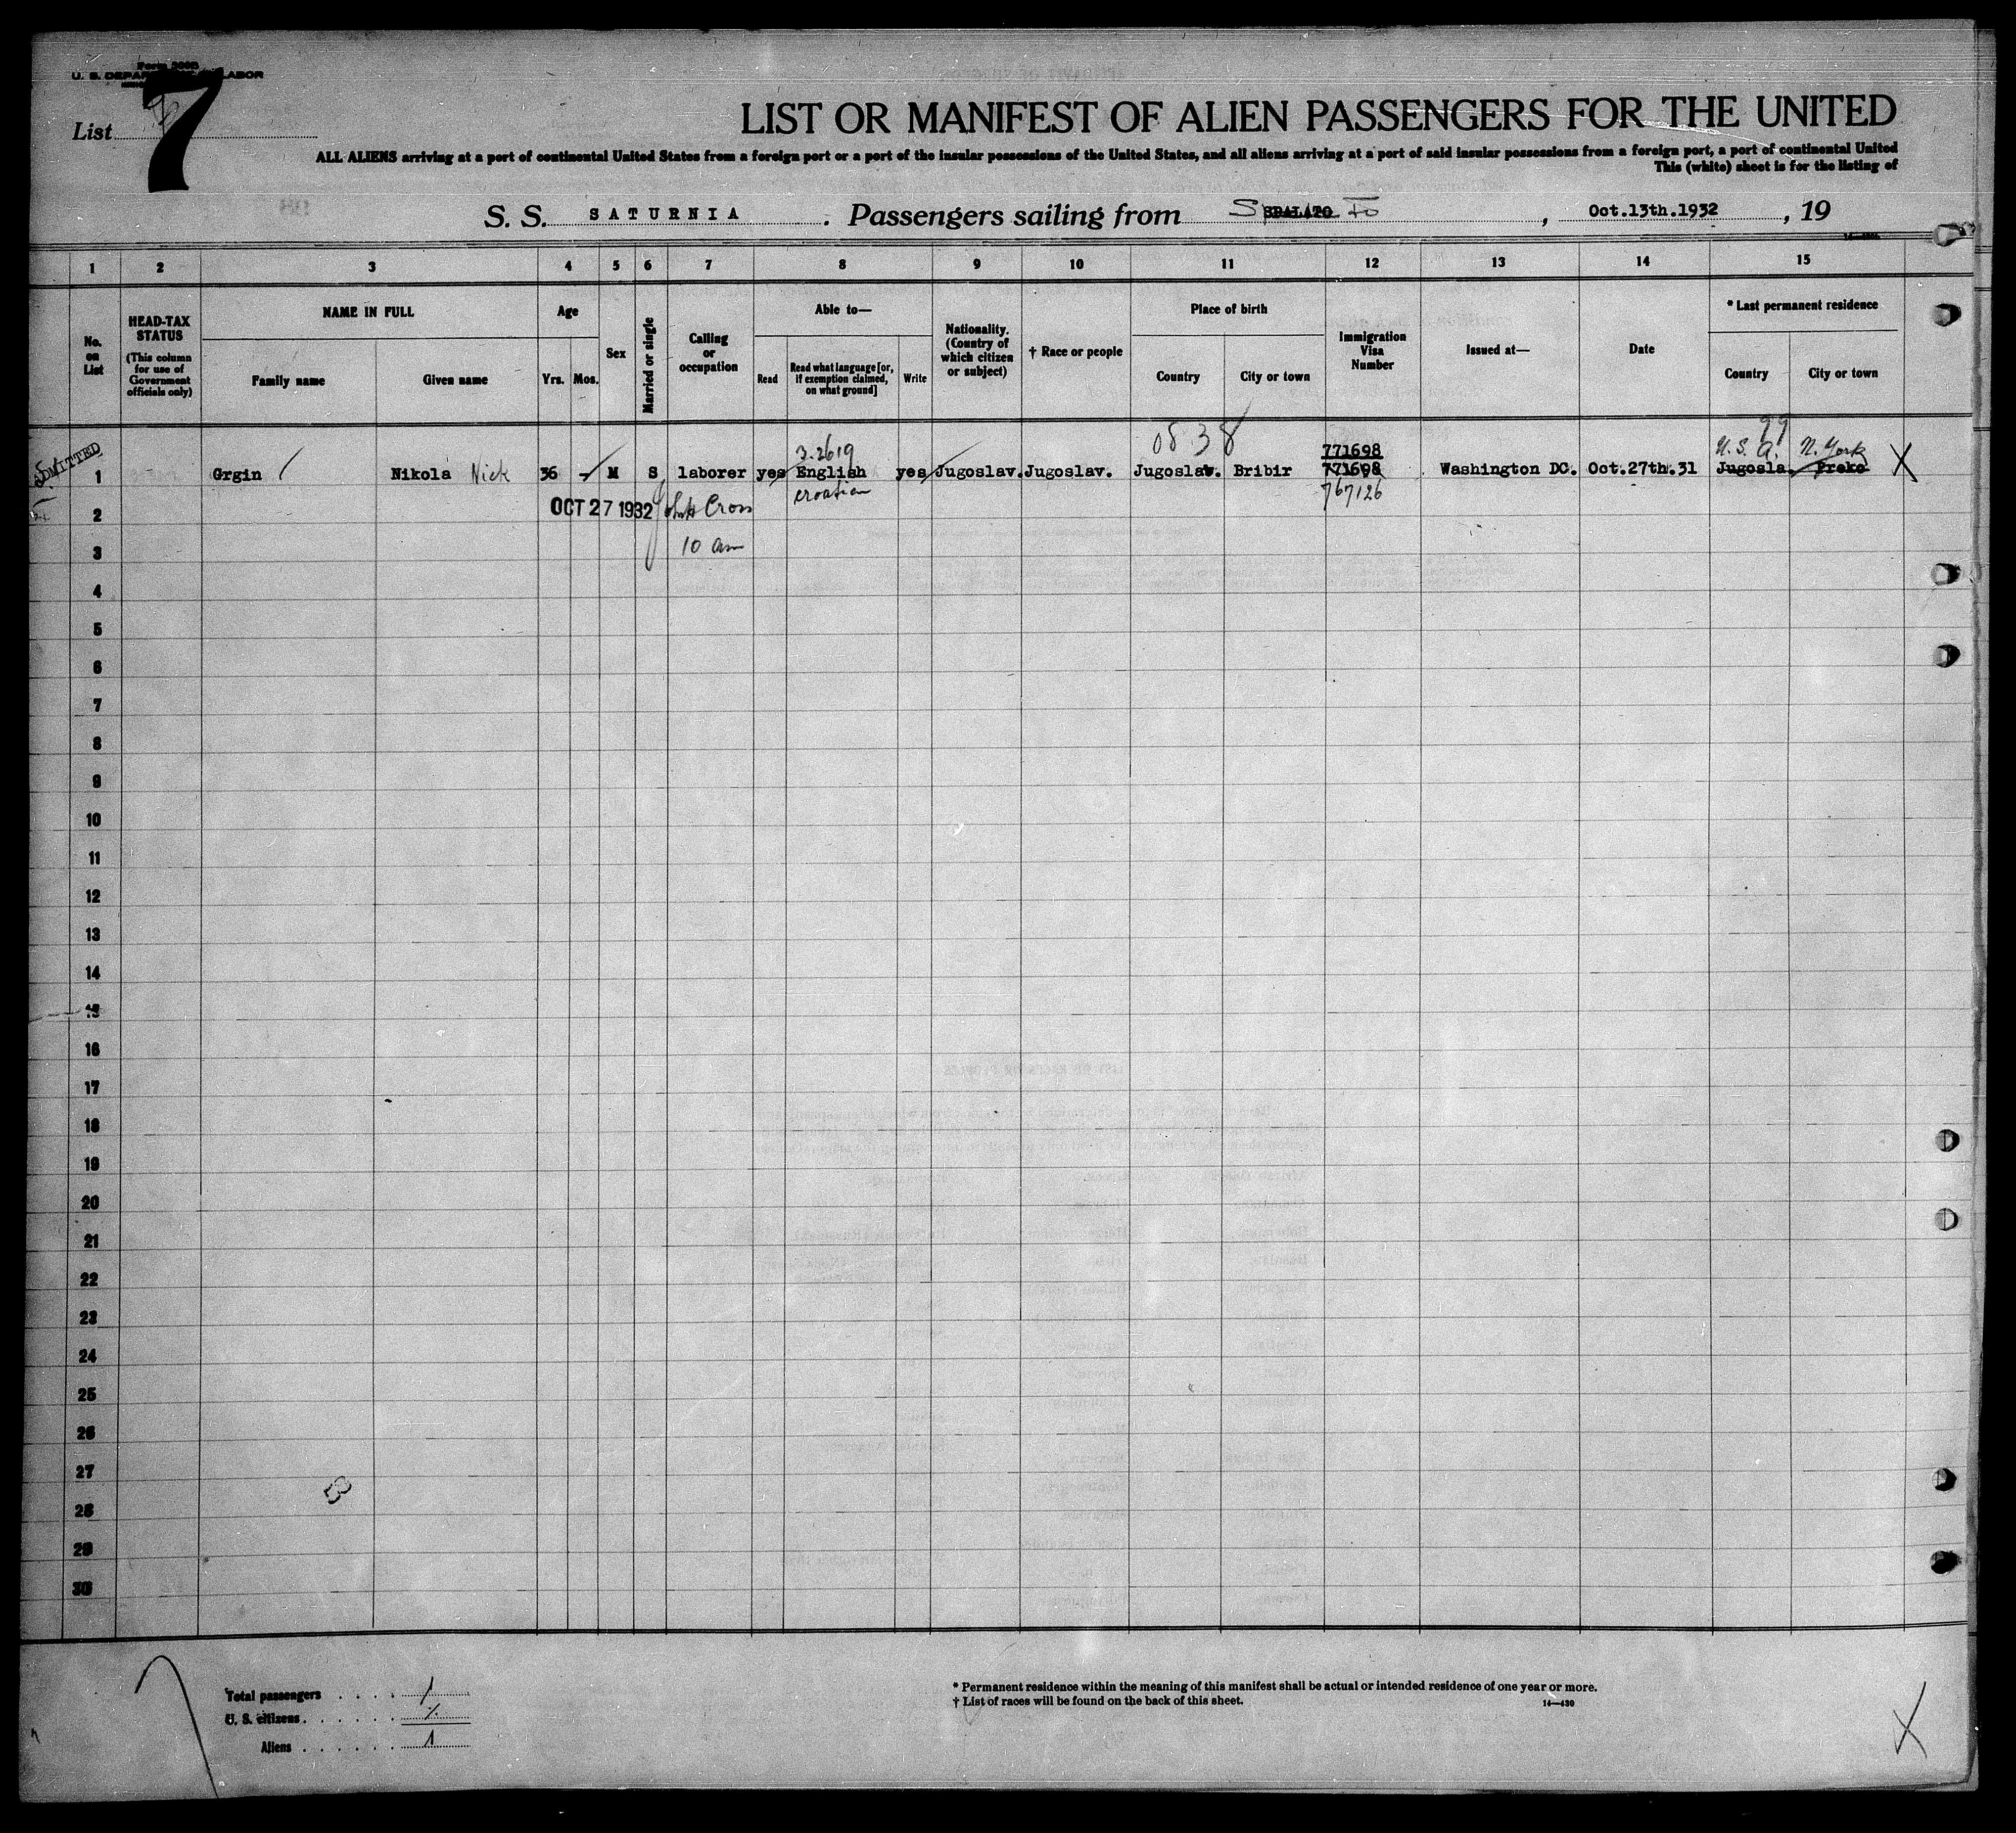 Form 500B
U. S. DEPARTMENT OF LABOR
List 7
LIST OR MANIFEST OF ALIEN PASSENGERS FOR THE UNITED
ALL ALIENS arriving at a port of continental United States from a foreign port or a port of the insular possessions of the United States, and all aliens arriving at a port of said insular possessions from a foreign port, a port of continental United
This (white) sheet is for the listing of
S. S. SATURNIA . Passengers sailing from SPALATO , Oct.13th.1932 , 19
1 2 3 4 5 6 7 8 9 10 11 12 13 14 15
No. on List
HEAD-TAX STATUS
(This column for use of Government officials only)
NAME IN FULL
Family name
Given name
Age
Yrs. Mos.
Sex
Married or single
Calling or occupation
Able to—
Read
Read what language [or, if exemption claimed, on what ground]
Write
Nationality. (Country of which citizen or subject)
† Race or people
Place of birth
Country
City or town
Immigration Visa Number
Issued at—
Date
* Last permanent residence
Country
City or town
99
0838
3.2619
771698
U. S. A. N. York
ADMITTED
1 Grgin Nikola Nick 36 - M S laborer yes English yes Jugoslav. Jugoslav. Jugoslav. Bribir 771698 Washington DC. Oct.27th.31 Jugosla. Preko X
croatian
767126
2 OCT 27 1932 Cross
3 10 am
4
5
6
7
8
9
10
11
12
13
14
15
16
17
18
19
20
21
22
23
24
25
26
27
28
29
30
Total passengers . . . . 1
U. S. citizens . . . . . .
Aliens . . . . . . 1
* Permanent residence within the meaning of this manifest shall be actual or intended residence of one year or more.
† List of races will be found on the back of this sheet.
14—430
X